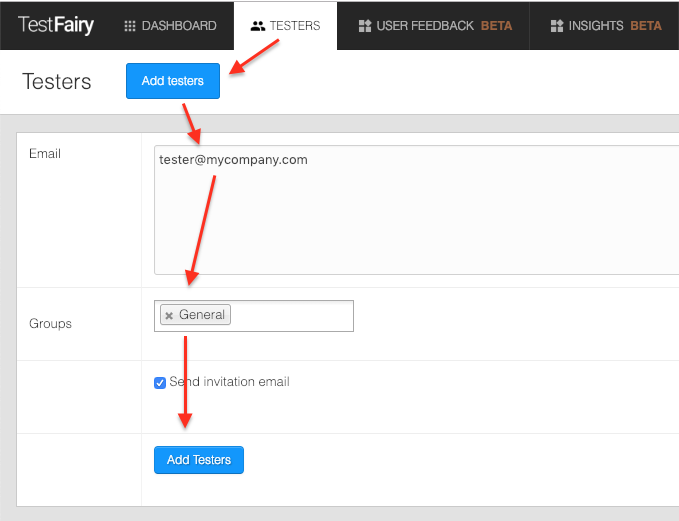 TestFairy DASHBOARD TESTERS USER FEEDBACK BETA INSIGHTS BETA
Testers Add testers
Email tester@mycompany.com
Groups × General
Send invitation email
Add Testers